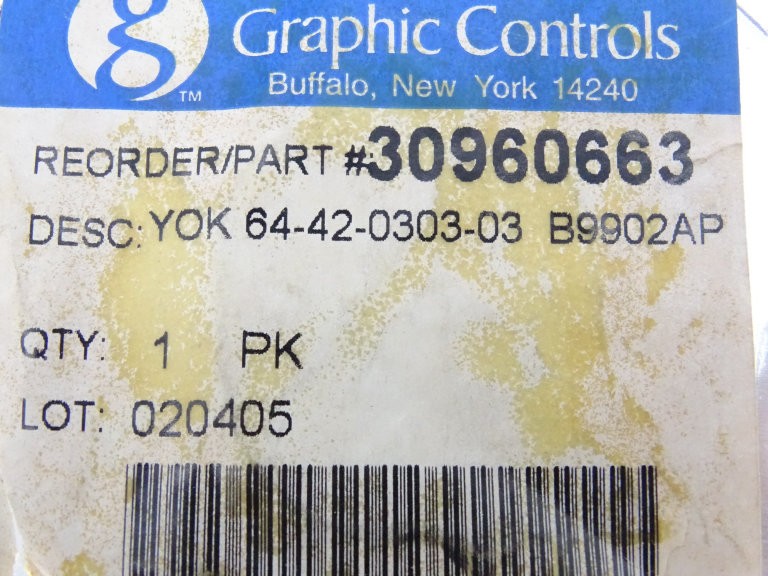 g
TM
Graphic Controls
Buffalo, New York 14240
REORDER/PART #:30960663
DESC: YOK 64-42-0303-03 B9902AP
QTY: 1 PK
LOT: 020405